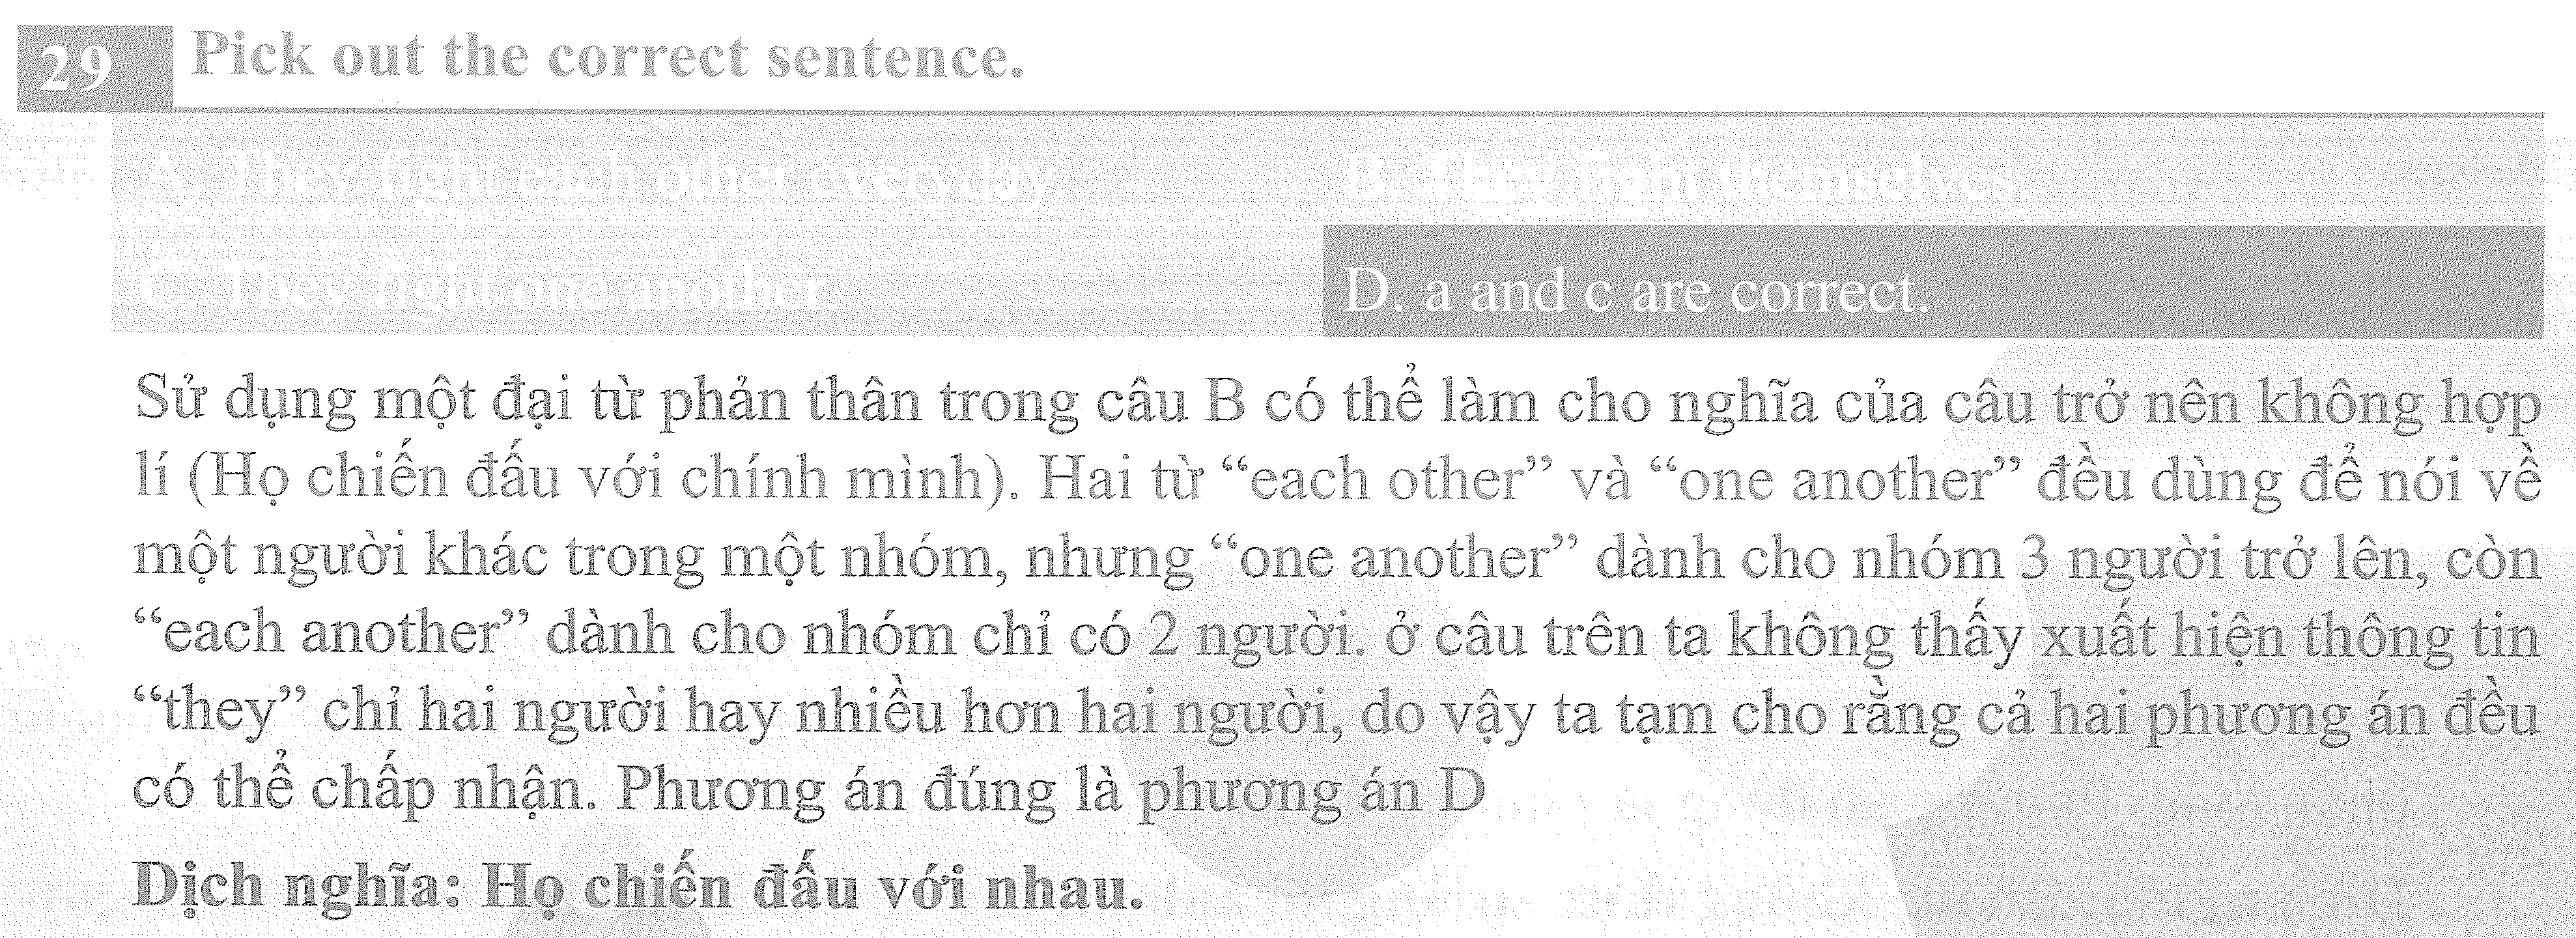 29 Pick out the correct sentence.
A. They fight each other everyday. B. They fight themselves.
C. They fight one another. D. a and c are correct.
Sử dụng một đại từ phản thân trong câu B có thể làm cho nghĩa của câu trở nên không hợp
lí (Họ chiến đấu với chính mình). Hai từ “each other” và “one another” đều dùng để nói về
một người khác trong một nhóm, nhưng “one another” dành cho nhóm 3 người trở lên, còn
“each another” dành cho nhóm chỉ có 2 người. ở câu trên ta không thấy xuất hiện thông tin
“they” chỉ hai người hay nhiều hơn hai người, do vậy ta tạm cho rằng cả hai phương án đều
có thể chấp nhận. Phương án đúng là phương án D
Dịch nghĩa: Họ chiến đấu với nhau.